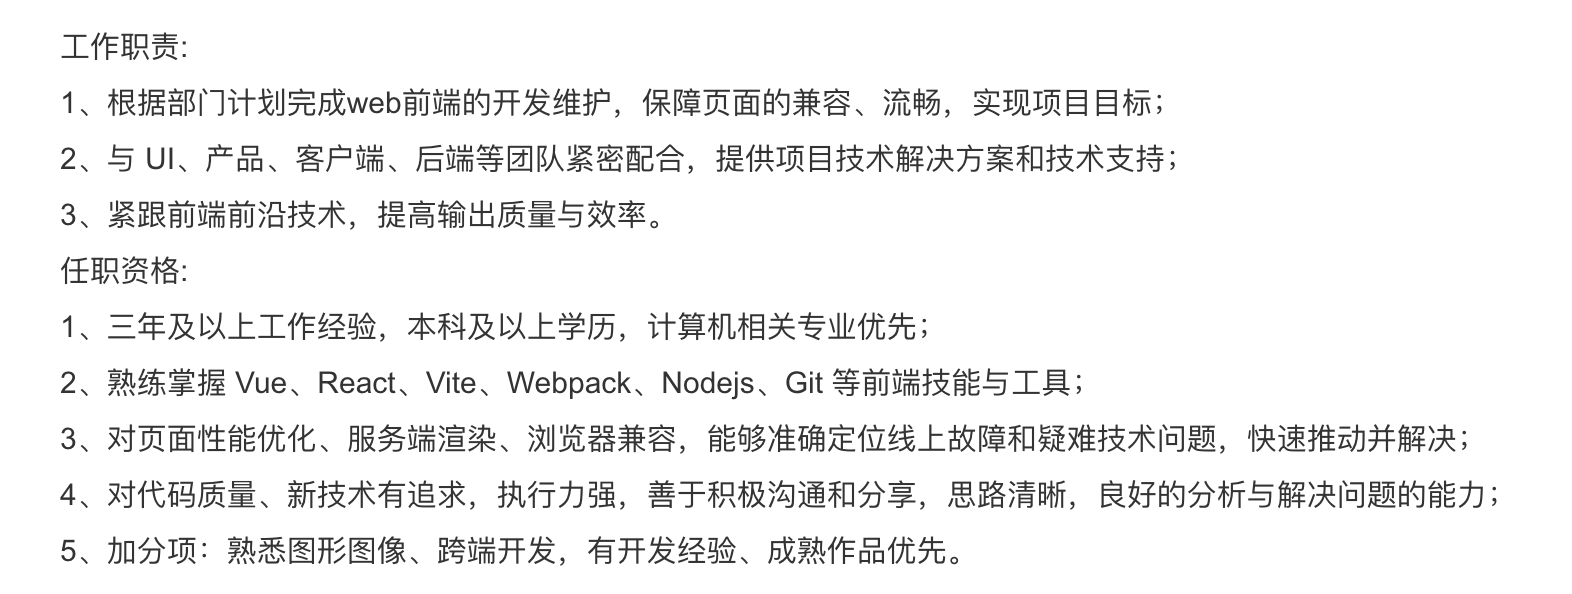 工作职责:
1、根据部门计划完成web前端的开发维护，保障页面的兼容、流畅，实现项目目标；
2、与 UI、产品、客户端、后端等团队紧密配合，提供项目技术解决方案和技术支持；
3、紧跟前端前沿技术，提高输出质量与效率。
任职资格:
1、三年及以上工作经验，本科及以上学历，计算机相关专业优先；
2、熟练掌握 Vue、React、Vite、Webpack、Nodejs、Git 等前端技能与工具；
3、对页面性能优化、服务端渲染、浏览器兼容，能够准确定位线上故障和疑难技术问题，快速推动并解决；
4、对代码质量、新技术有追求，执行力强，善于积极沟通和分享，思路清晰，良好的分析与解决问题的能力；
5、加分项：熟悉图形图像、跨端开发，有开发经验、成熟作品优先。